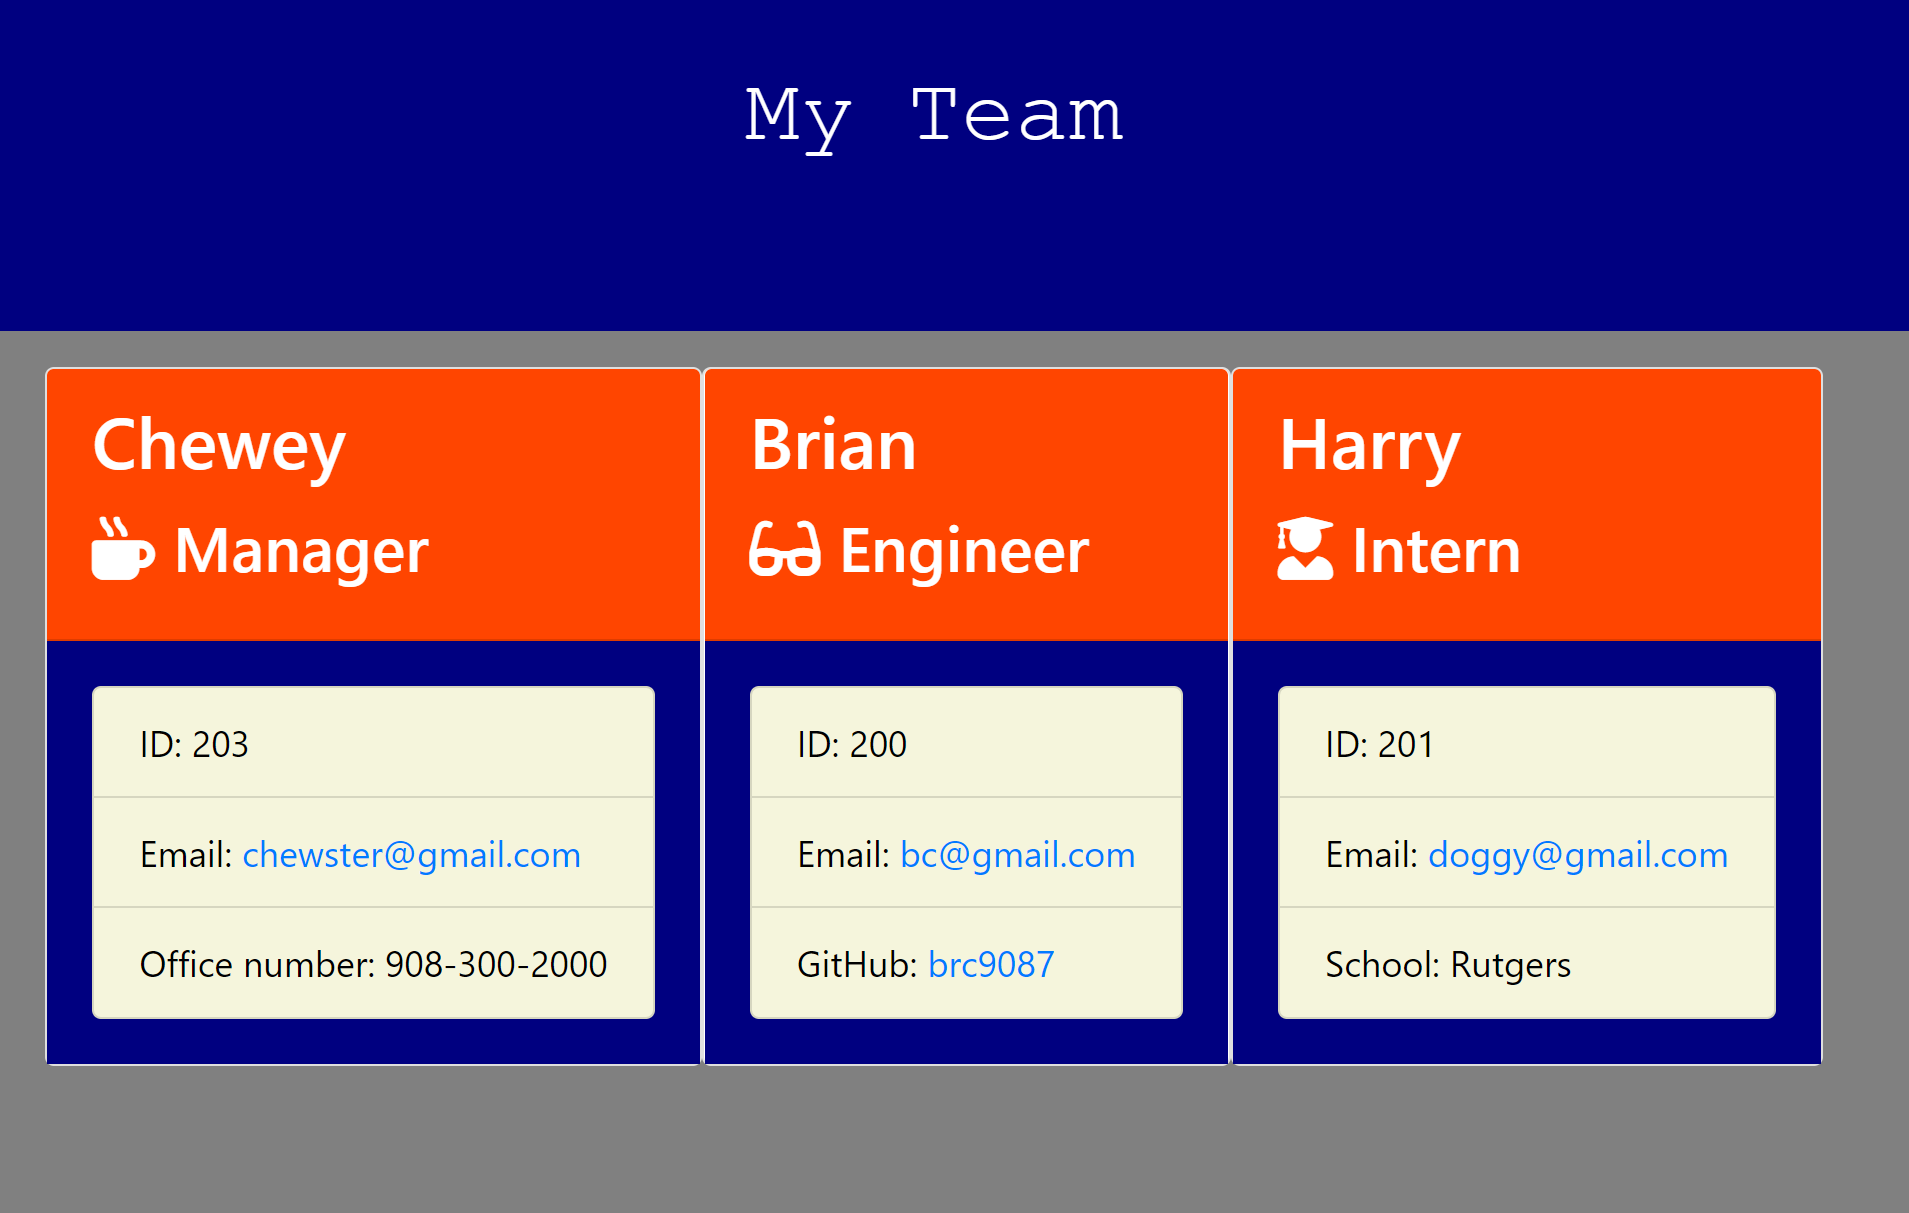 My Team
Chewey
Manager
ID: 203
Email: chewster@gmail.com
Office number: 908-300-2000
Brian
Engineer
ID: 200
Email: bc@gmail.com
GitHub: brc9087
Harry
Intern
ID: 201
Email: doggy@gmail.com
School: Rutgers